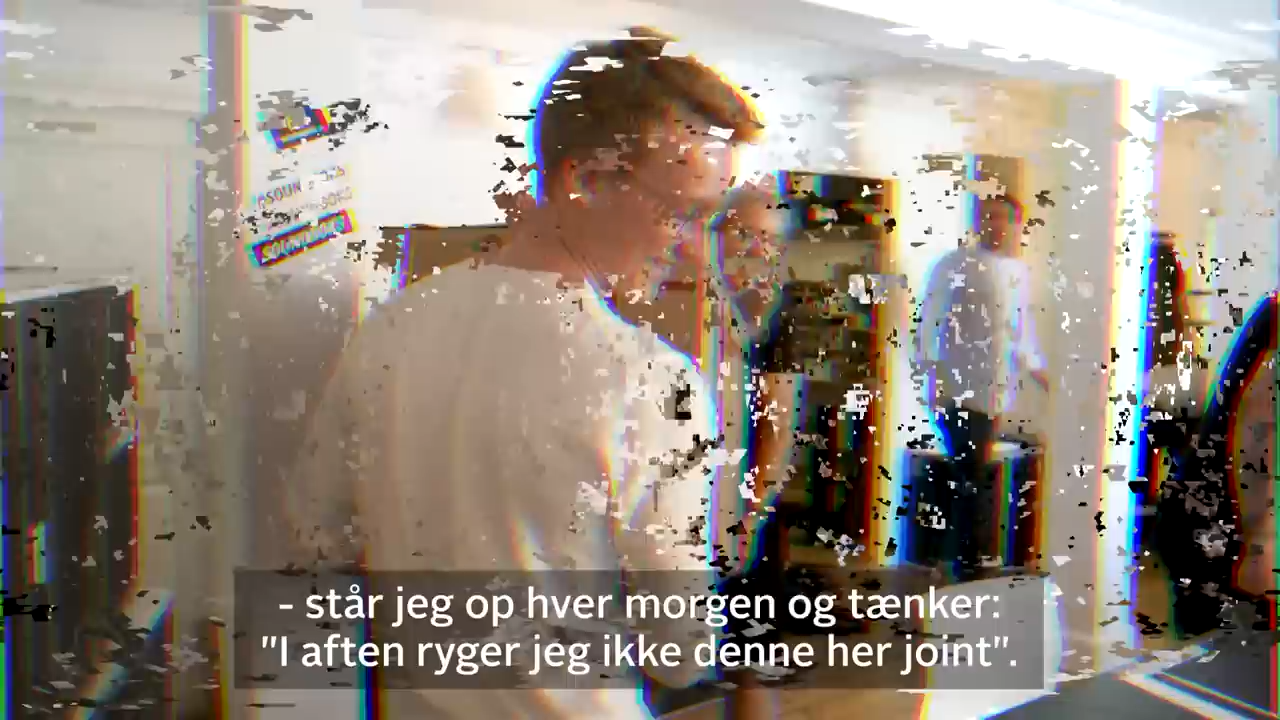 - står jeg op hver morgen og tænker:
"I aften ryger jeg ikke denne her joint".